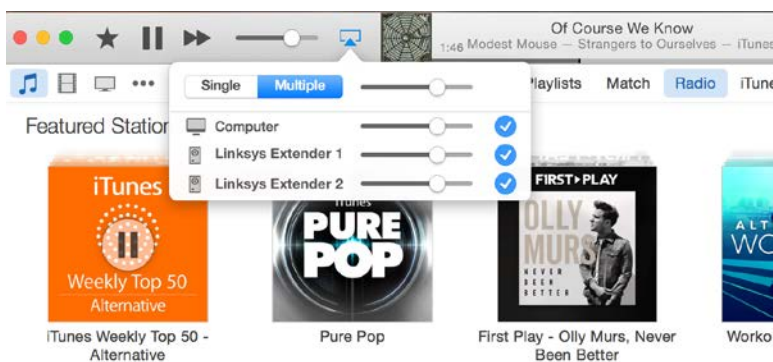 Of Course We Know
1:46 Modest Mouse — Strangers to Ourselves — iTunes
Single Multiple
Playlists Match Radio iTune
Featured Station
Computer
Linksys Extender 1
Linksys Extender 2
iTunes
Weekly Top 50
Alternative
iTunes
PURE
POP
FIRST PLAY
OLLY
MURS
NEVER
BEEN
BETTER
ALT
WO
iTunes Weekly Top 50 -
Alternative
Pure Pop
First Play - Olly Murs, Never
Been Better
Worko